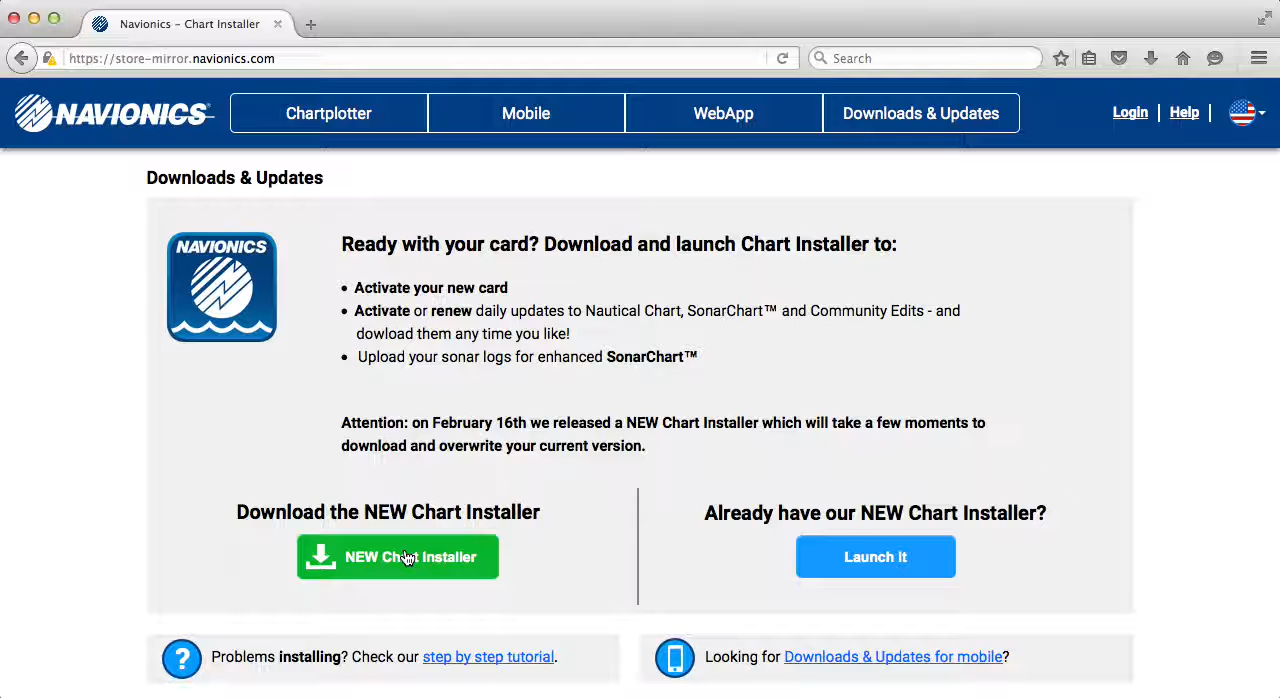 Navionics - Chart Installer
https://store-mirror.navionics.com
Search
NAVIONICS
Chartplotter
Mobile
WebApp
Downloads & Updates
Login
Help
Downloads & Updates
NAVIONICS
Ready with your card? Download and launch Chart Installer to:
• Activate your new card
• Activate or renew daily updates to Nautical Chart, SonarChart™ and Community Edits - and
dowload them any time you like!
• Upload your sonar logs for enhanced SonarChart™
Attention: on February 16th we released a NEW Chart Installer which will take a few moments to
download and overwrite your current version.
Download the NEW Chart Installer
NEW Chart Installer
Already have our NEW Chart Installer?
Launch It
Problems installing? Check our step by step tutorial.
Looking for Downloads & Updates for mobile?